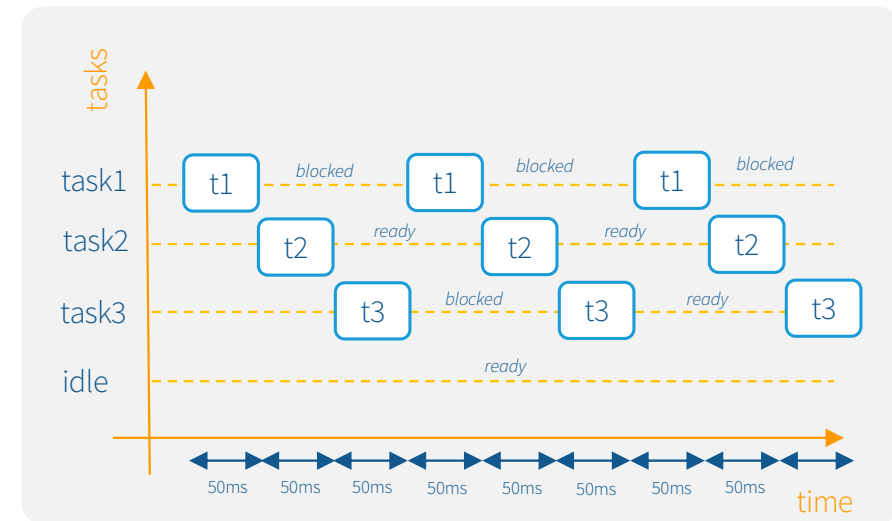 tasks
task1
t1
blocked
t1
blocked
t1
blocked
task2
t2
ready
t2
ready
t2
task3
t3
blocked
t3
ready
t3
idle
ready
50ms
50ms
50ms
50ms
50ms
50ms
50ms
50ms
time